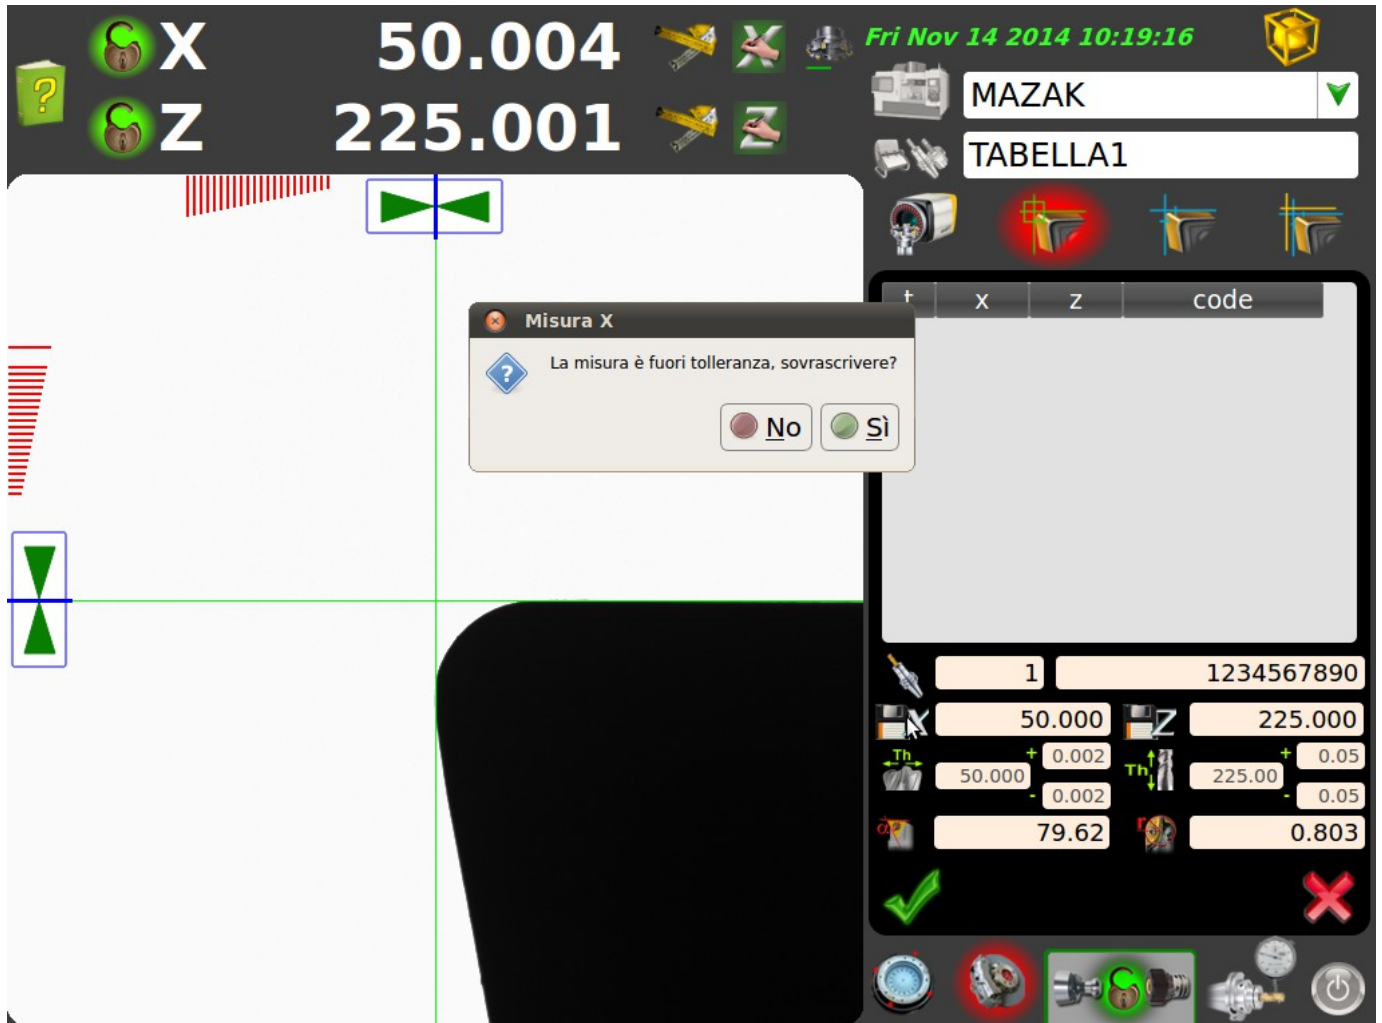 X 50.004 X
Fri Nov 14 2014 10:19:16
?
Z 225.001 Z
MAZAK
TABELLA1
t x z code
Misura X
? La misura è fuori tolleranza, sovrascrivere?
No Sì
1 1234567890
X 50.000 Z 225.000
Th 50.000 + 0.002 - 0.002 Th 225.00 + 0.05 - 0.05
α 79.62 r 0.803